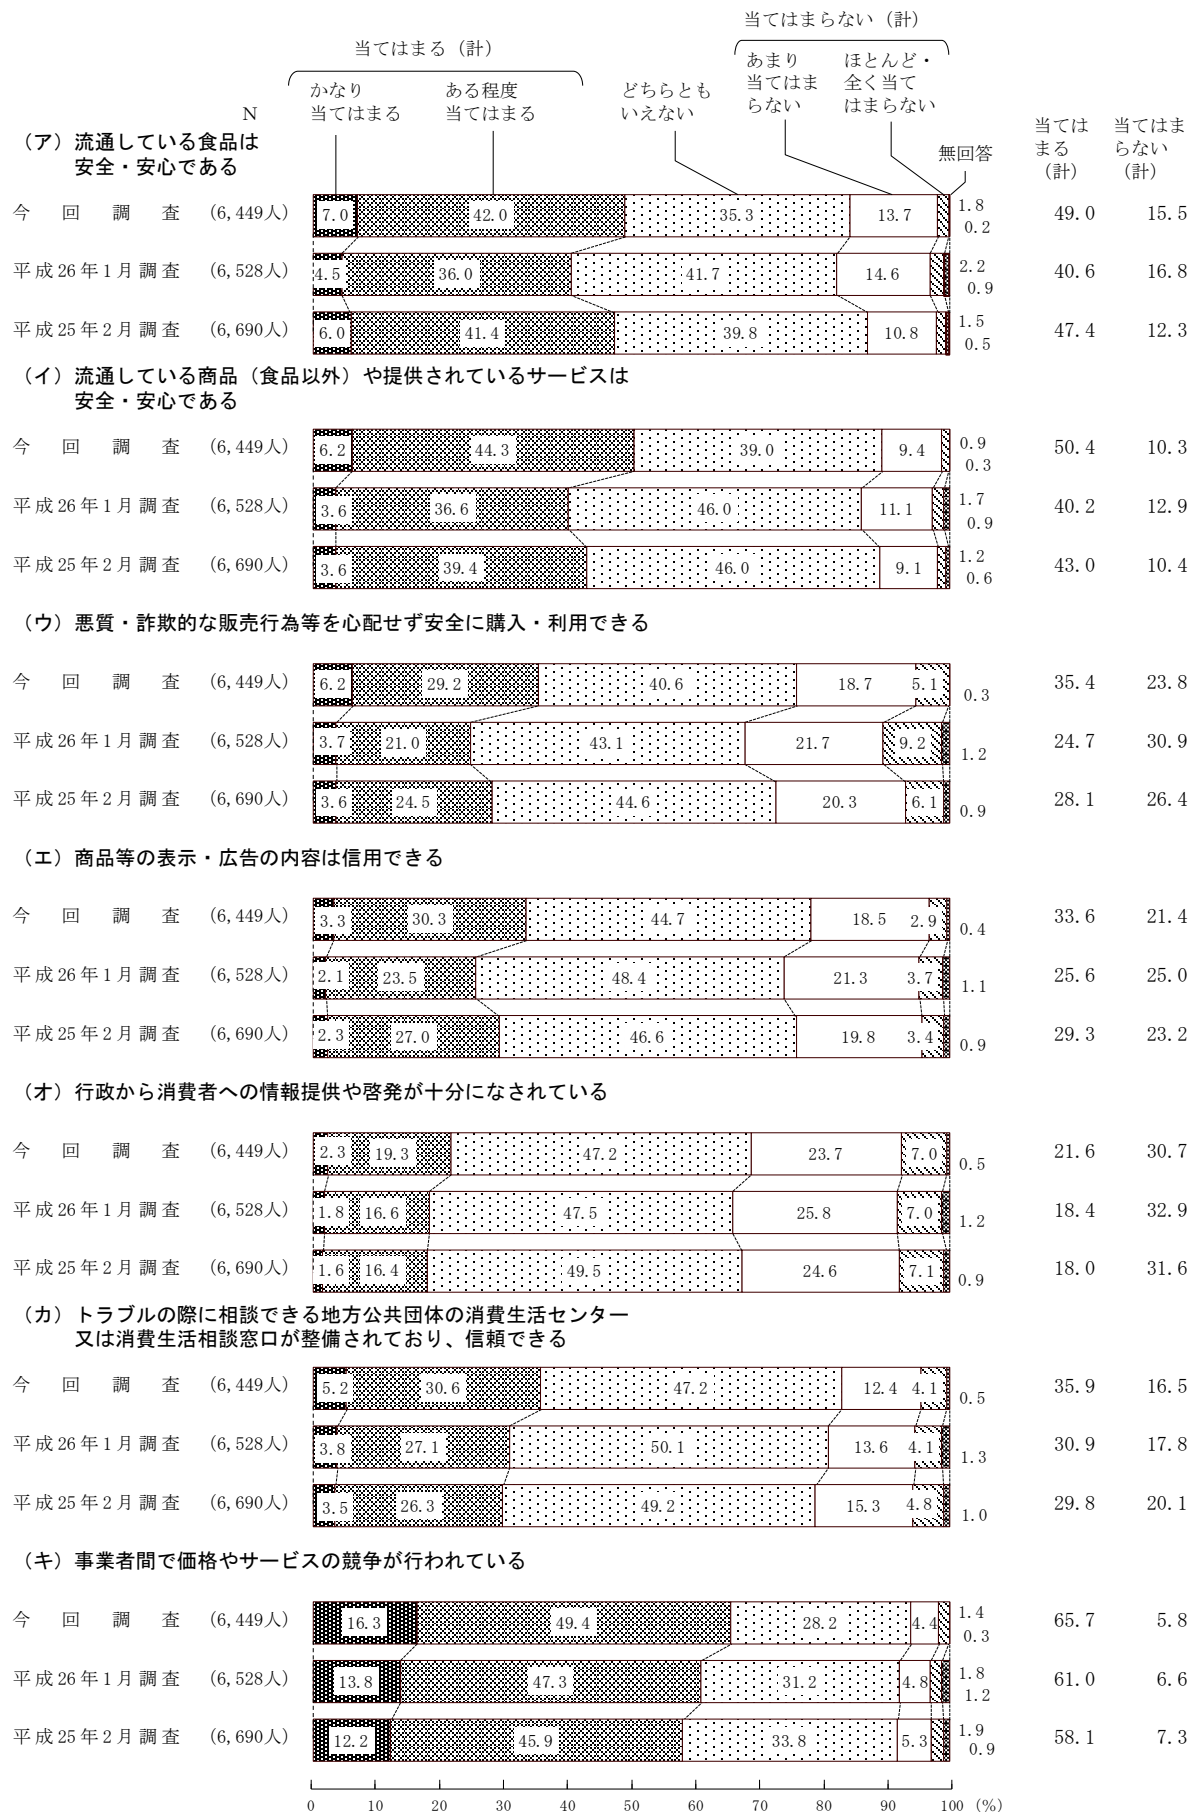 当てはまらない（計）
当てはまる（計）
あまり
当てはま
らない
ほとんど・
全く当て
はまらない
かなり
当てはまる
ある程度
当てはまる
どちらとも
いえない
N
無回答
当ては
まる
（計）
当てはま
らない
（計）
（ア）流通している食品は
安全・安心である
今回調査 (6,449人) 7.0 42.0 35.3 13.7 1.8 0.2 49.0 15.5
平成26年1月調査 (6,528人) 4.5 36.0 41.7 14.6 2.2 0.9 40.6 16.8
平成25年2月調査 (6,690人) 6.0 41.4 39.8 10.8 1.5 0.5 47.4 12.3
（イ）流通している商品（食品以外）や提供されているサービスは
安全・安心である
今回調査 (6,449人) 6.2 44.3 39.0 9.4 0.9 0.3 50.4 10.3
平成26年1月調査 (6,528人) 3.6 36.6 46.0 11.1 1.7 0.9 40.2 12.9
平成25年2月調査 (6,690人) 3.6 39.4 46.0 9.1 1.2 0.6 43.0 10.4
（ウ）悪質・詐欺的な販売行為等を心配せず安全に購入・利用できる
今回調査 (6,449人) 6.2 29.2 40.6 18.7 5.1 0.3 35.4 23.8
平成26年1月調査 (6,528人) 3.7 21.0 43.1 21.7 9.2 1.2 24.7 30.9
平成25年2月調査 (6,690人) 3.6 24.5 44.6 20.3 6.1 0.9 28.1 26.4
（エ）商品等の表示・広告の内容は信用できる
今回調査 (6,449人) 3.3 30.3 44.7 18.5 2.9 0.4 33.6 21.4
平成26年1月調査 (6,528人) 2.1 23.5 48.4 21.3 3.7 1.1 25.6 25.0
平成25年2月調査 (6,690人) 2.3 27.0 46.6 19.8 3.4 0.9 29.3 23.2
（オ）行政から消費者への情報提供や啓発が十分になされている
今回調査 (6,449人) 2.3 19.3 47.2 23.7 7.0 0.5 21.6 30.7
平成26年1月調査 (6,528人) 1.8 16.6 47.5 25.8 7.0 1.2 18.4 32.9
平成25年2月調査 (6,690人) 1.6 16.4 49.5 24.6 7.1 0.9 18.0 31.6
（カ）トラブルの際に相談できる地方公共団体の消費生活センター
又は消費生活相談窓口が整備されており、信頼できる
今回調査 (6,449人) 5.2 30.6 47.2 12.4 4.1 0.5 35.9 16.5
平成26年1月調査 (6,528人) 3.8 27.1 50.1 13.6 4.1 1.3 30.9 17.8
平成25年2月調査 (6,690人) 3.5 26.3 49.2 15.3 4.8 1.0 29.8 20.1
（キ）事業者間で価格やサービスの競争が行われている
今回調査 (6,449人) 16.3 49.4 28.2 4.4 1.4 0.3 65.7 5.8
平成26年1月調査 (6,528人) 13.8 47.3 31.2 4.8 1.8 1.2 61.0 6.6
平成25年2月調査 (6,690人) 12.2 45.9 33.8 5.3 1.9 0.9 58.1 7.3
0 10 20 30 40 50 60 70 80 90 100 (%)